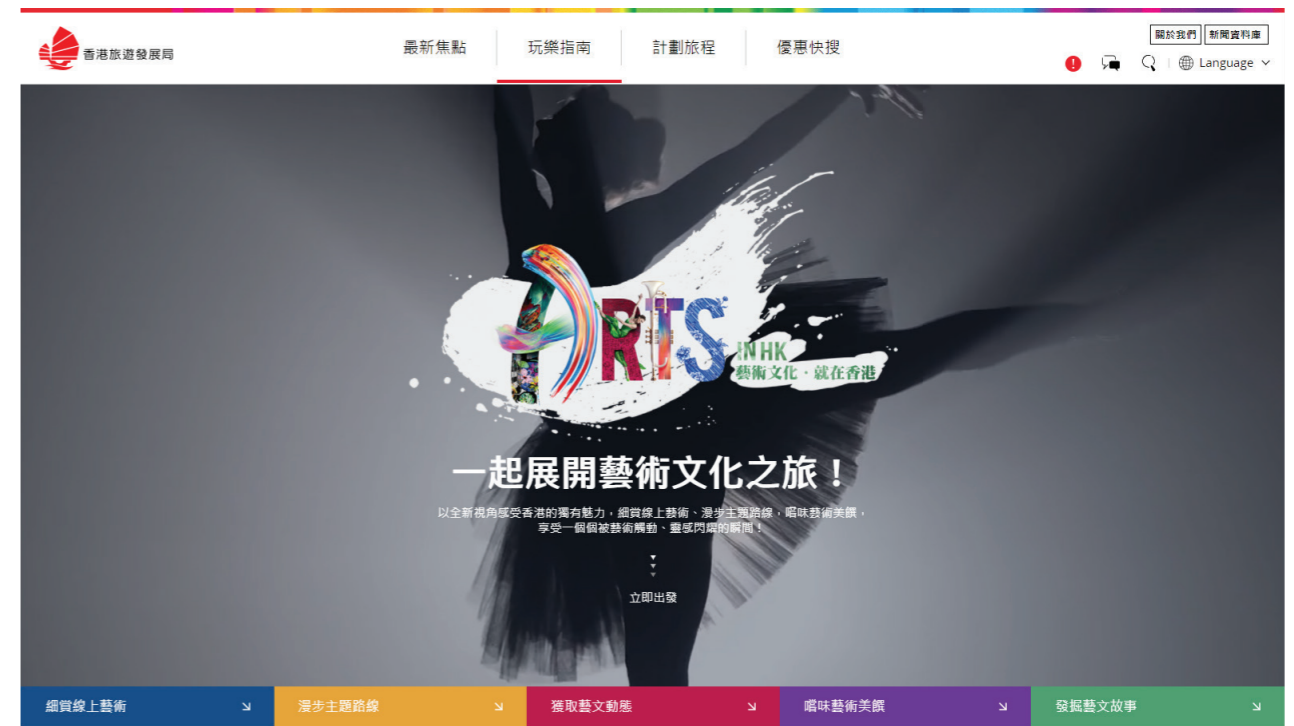 香港旅遊發展局
最新焦點
玩樂指南
計劃旅程
優惠快搜
關於我們
新聞資料庫
Language
ARTS
IN HK
藝術文化·就在香港
一起展開藝術文化之旅！
以全新視角感受香港的獨有魅力，細賞線上藝術、漫步主題路線，嚐味藝術美饌，
享受一個個被藝術觸動、靈感閃爍的瞬間！
立即出發
細賞線上藝術
漫步主題路線
獲取藝文動態
嚐味藝術美饌
發掘藝文故事